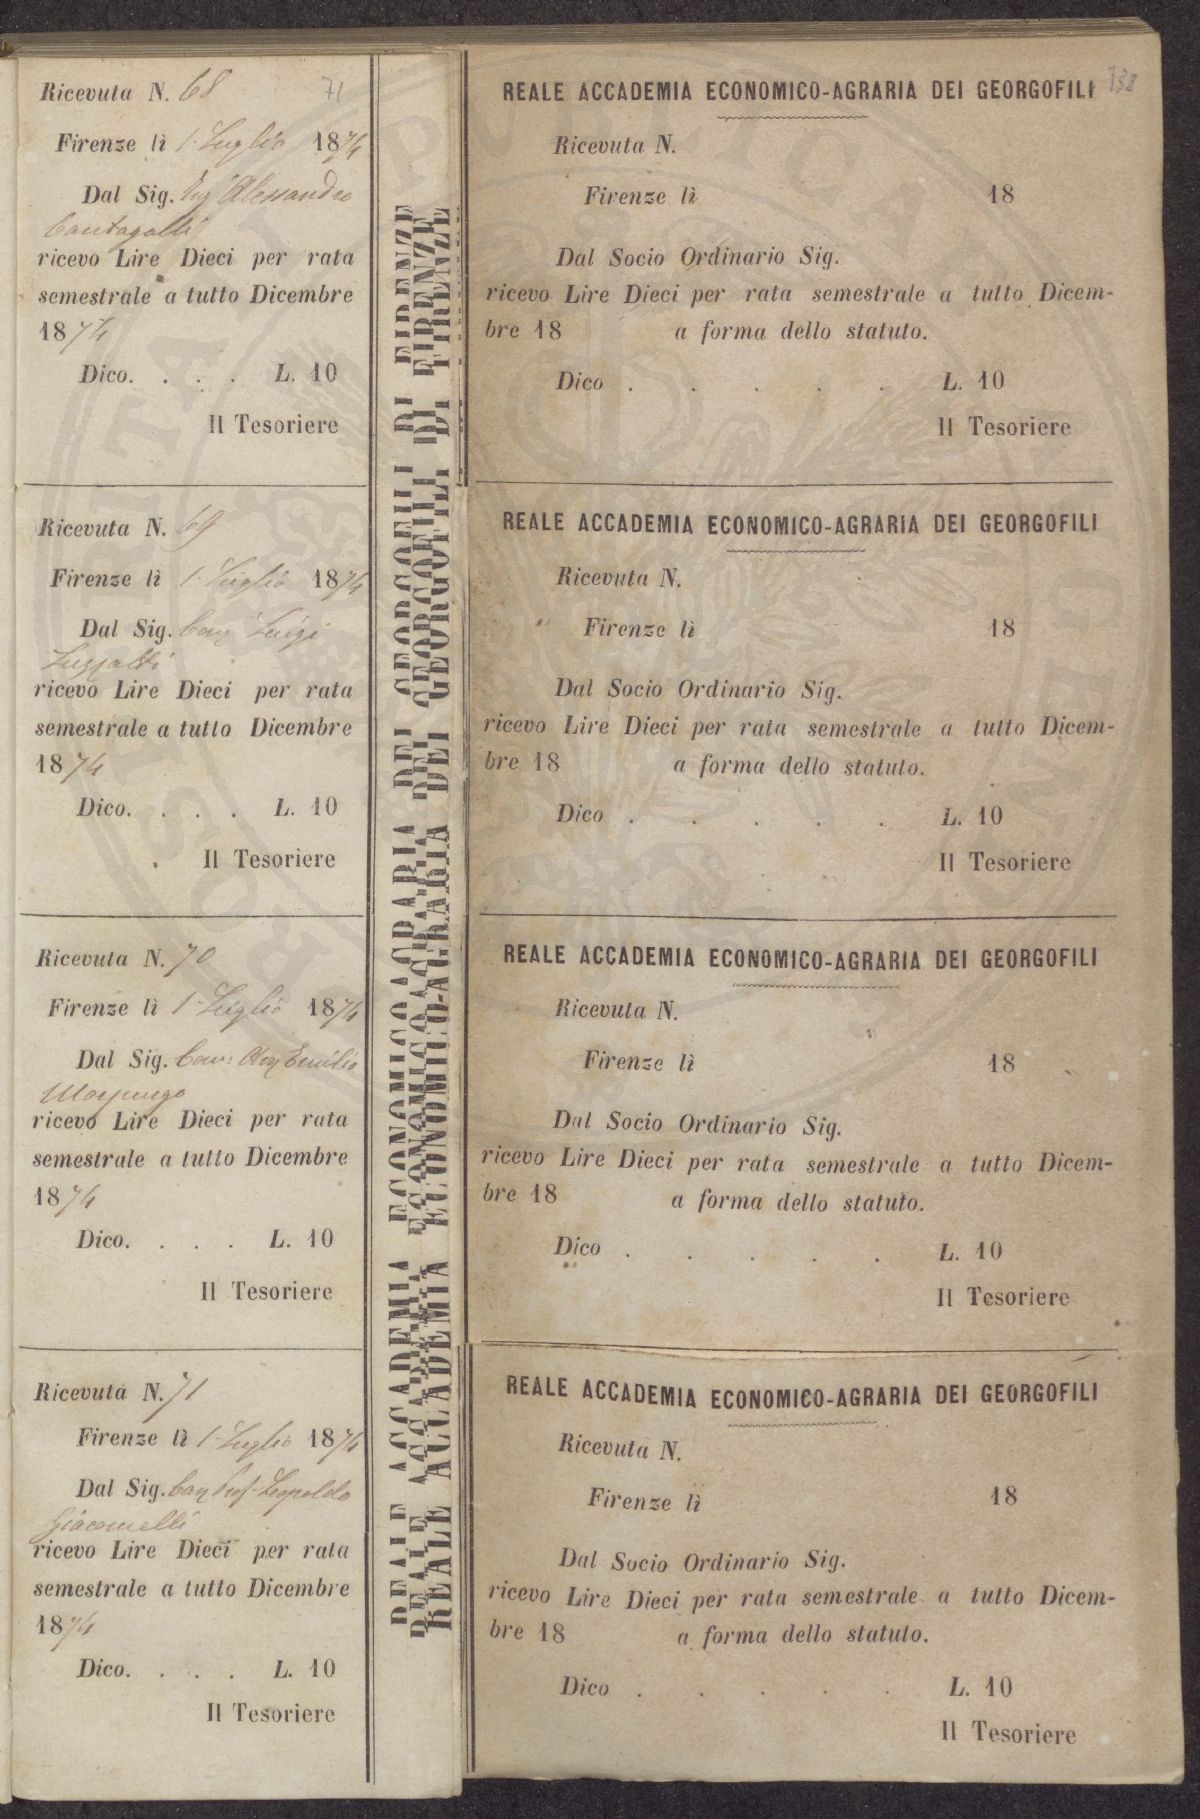 Ricevuta N. 68
71
Firenze lì 1. Luglio 1874
Dal Sig. Ing. Alessandro
Cantagalli
ricevo Lire Dieci per rata
semestrale a tutto Dicembre
1874
Dico. . . . L. 10
Il Tesoriere
Ricevuta N. 69
Firenze lì 1. Luglio 1874
Dal Sig. Luigi
Luzzatti
ricevo Lire Dieci per rata
semestrale a tutto Dicembre
1874
Dico. . . . L. 10
Il Tesoriere
Ricevuta N. 70
Firenze lì 1. Luglio 1874
Dal Sig. Cav: Emilio
Morpurgo
ricevo Lire Dieci per rata
semestrale a tutto Dicembre
1874
Dico. . . . L. 10
Il Tesoriere
Ricevuta N. 71
Firenze lì 1. Luglio 1874
Dal Sig. Prof. Leopoldo
Giacomelli
ricevo Lire Dieci per rata
semestrale a tutto Dicembre
1874
Dico. . . . L. 10
Il Tesoriere
REALE ACCADEMIA ECONOMICO-AGRARIA DEI GEORGOFILI DI FIRENZE
138
REALE ACCADEMIA ECONOMICO-AGRARIA DEI GEORGOFILI
Ricevuta N.
Firenze lì 18
Dal Socio Ordinario Sig.
ricevo Lire Dieci per rata semestrale a tutto Dicem-
bre 18 a forma dello statuto.
Dico . . . . . L. 10
Il Tesoriere
REALE ACCADEMIA ECONOMICO-AGRARIA DEI GEORGOFILI
Ricevuta N.
Firenze lì 18
Dal Socio Ordinario Sig.
ricevo Lire Dieci per rata semestrale a tutto Dicem-
bre 18 a forma dello statuto.
Dico . . . . . L. 10
Il Tesoriere
REALE ACCADEMIA ECONOMICO-AGRARIA DEI GEORGOFILI
Ricevuta N.
Firenze lì 18
Dal Socio Ordinario Sig.
ricevo Lire Dieci per rata semestrale a tutto Dicem-
bre 18 a forma dello statuto.
Dico . . . . . L. 10
Il Tesoriere
REALE ACCADEMIA ECONOMICO-AGRARIA DEI GEORGOFILI
Ricevuta N.
Firenze lì 18
Dal Socio Ordinario Sig.
ricevo Lire Dieci per rata semestrale a tutto Dicem-
bre 18 a forma dello statuto.
Dico . . . . . L. 10
Il Tesoriere